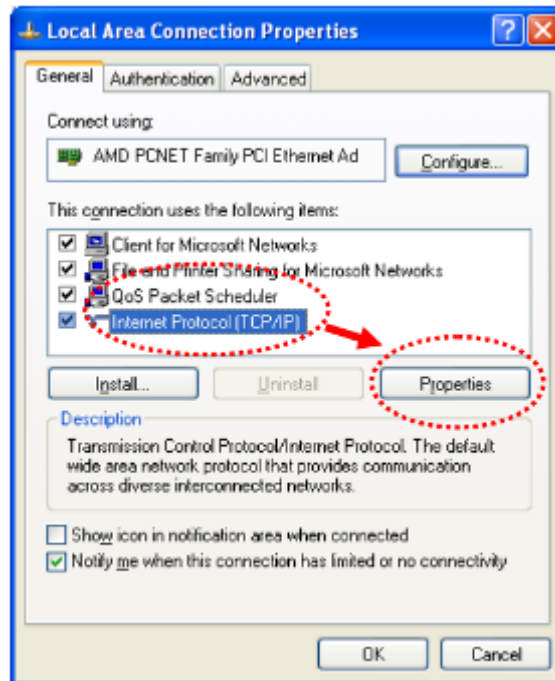 Local Area Connection Properties
General Authentication Advanced
Connect using:
AMD PCNET Family PCI Ethernet Ad Configure...
This connection uses the following items:
Client for Microsoft Networks
File and Printer Sharing for Microsoft Networks
QoS Packet Scheduler
Internet Protocol (TCP/IP)
Install... Uninstall Properties
Description
Transmission Control Protocol/Internet Protocol. The default
wide area network protocol that provides communication
across diverse interconnected networks.
Show icon in notification area when connected
Notify me when this connection has limited or no connectivity
OK Cancel